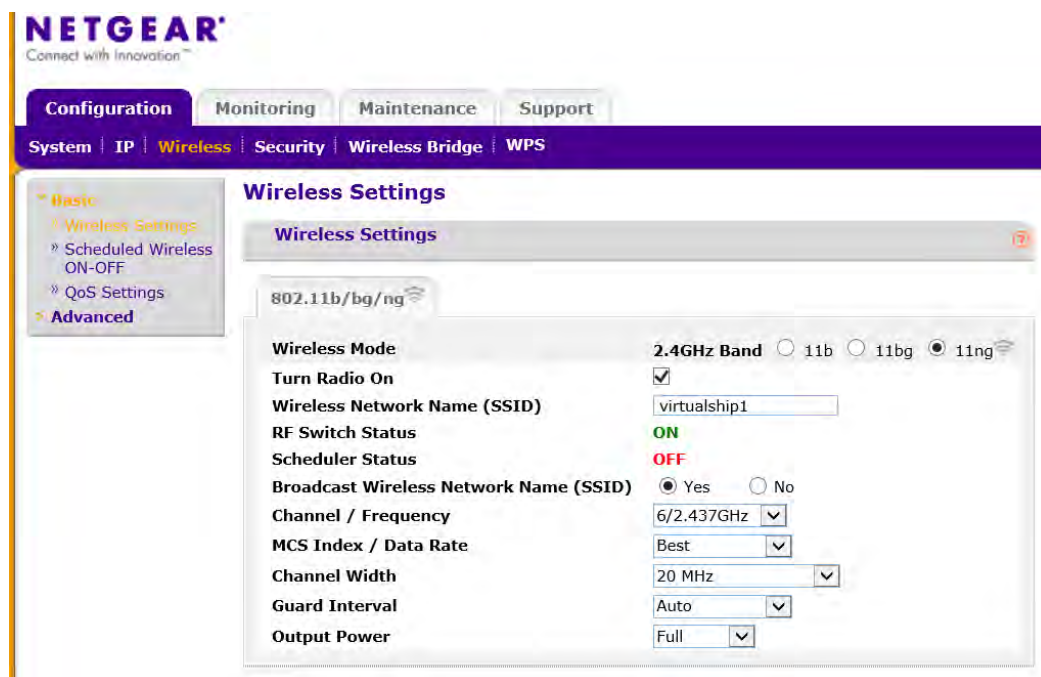 NETGEAR
Connect with Innovation™
Configuration Monitoring Maintenance Support
System IP Wireless Security Wireless Bridge WPS
Basic
Wireless Settings
» Scheduled Wireless
ON-OFF
» QoS Settings
Advanced
Wireless Settings
Wireless Settings
802.11b/bg/ng
Wireless Mode 2.4GHz Band 11b 11bg 11ng
Turn Radio On
Wireless Network Name (SSID) virtualship1
RF Switch Status ON
Scheduler Status OFF
Broadcast Wireless Network Name (SSID) Yes No
Channel / Frequency 6/2.437GHz
MCS Index / Data Rate Best
Channel Width 20 MHz
Guard Interval Auto
Output Power Full